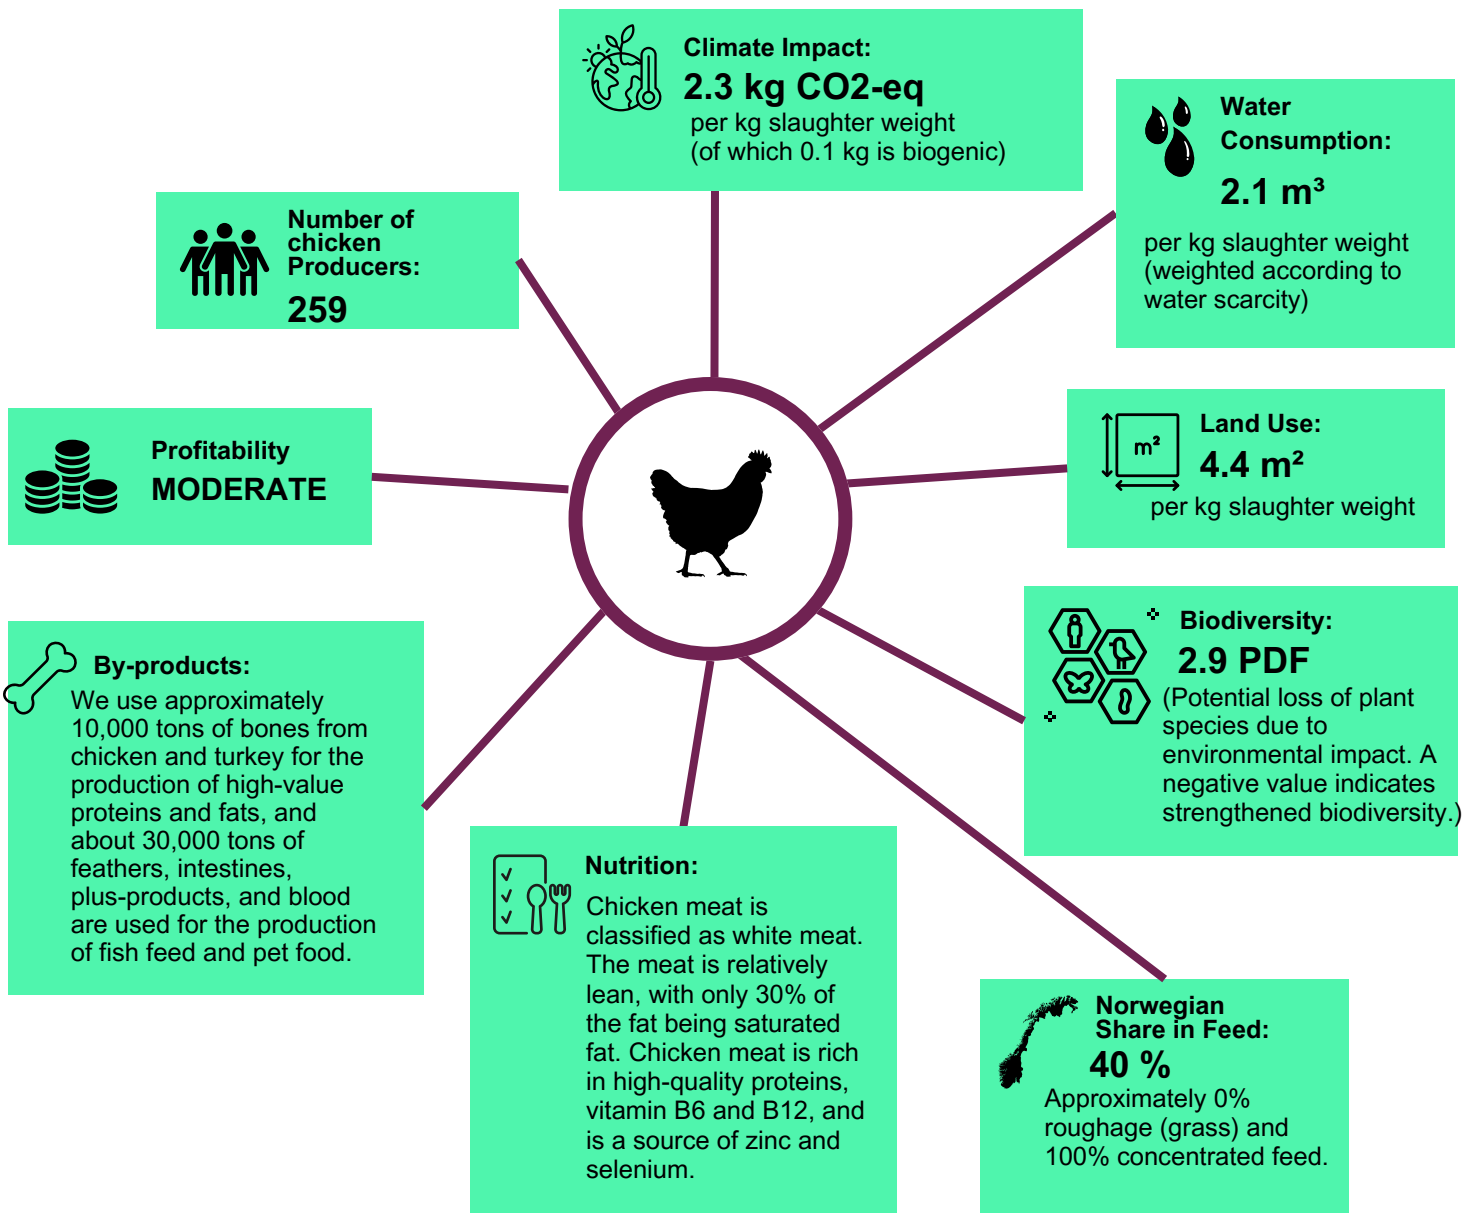 Climate Impact:
2.3 kg CO2-eq
per kg slaughter weight
(of which 0.1 kg is biogenic)
Water
Consumption:
2.1 m³
per kg slaughter weight
(weighted according to
water scarcity)
Number of
chicken
Producers:
259
Profitability
MODERATE
m²
Land Use:
4.4 m²
per kg slaughter weight
Biodiversity:
2.9 PDF
(Potential loss of plant
species due to
environmental impact. A
negative value indicates
strengthened biodiversity.)
By-products:
We use approximately
10,000 tons of bones from
chicken and turkey for the
production of high-value
proteins and fats, and
about 30,000 tons of
feathers, intestines,
plus-products, and blood
are used for the production
of fish feed and pet food.
Nutrition:
Chicken meat is
classified as white meat.
The meat is relatively
lean, with only 30% of
the fat being saturated
fat. Chicken meat is rich
in high-quality proteins,
vitamin B6 and B12, and
is a source of zinc and
selenium.
Norwegian
Share in Feed:
40 %
Approximately 0%
roughage (grass) and
100% concentrated feed.